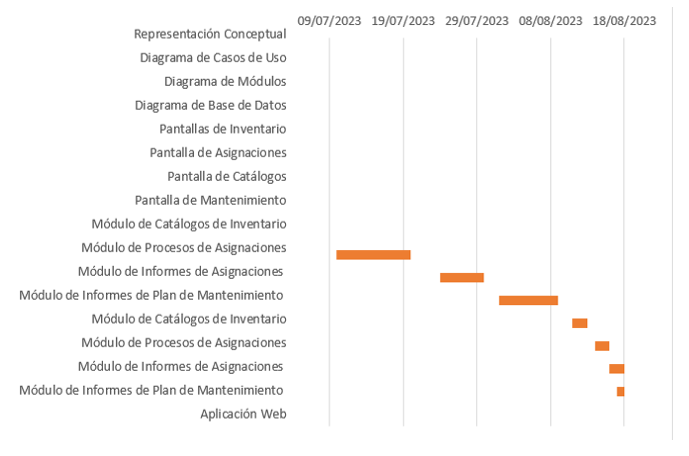 09/07/2023 19/07/2023 29/07/2023 08/08/2023 18/08/2023
Representación Conceptual
Diagrama de Casos de Uso
Diagrama de Módulos
Diagrama de Base de Datos
Pantallas de Inventario
Pantalla de Asignaciones
Pantalla de Catálogos
Pantalla de Mantenimiento
Módulo de Catálogos de Inventario
Módulo de Procesos de Asignaciones
Módulo de Informes de Asignaciones
Módulo de Informes de Plan de Mantenimiento
Módulo de Catálogos de Inventario
Módulo de Procesos de Asignaciones
Módulo de Informes de Asignaciones
Módulo de Informes de Plan de Mantenimiento
Aplicación Web